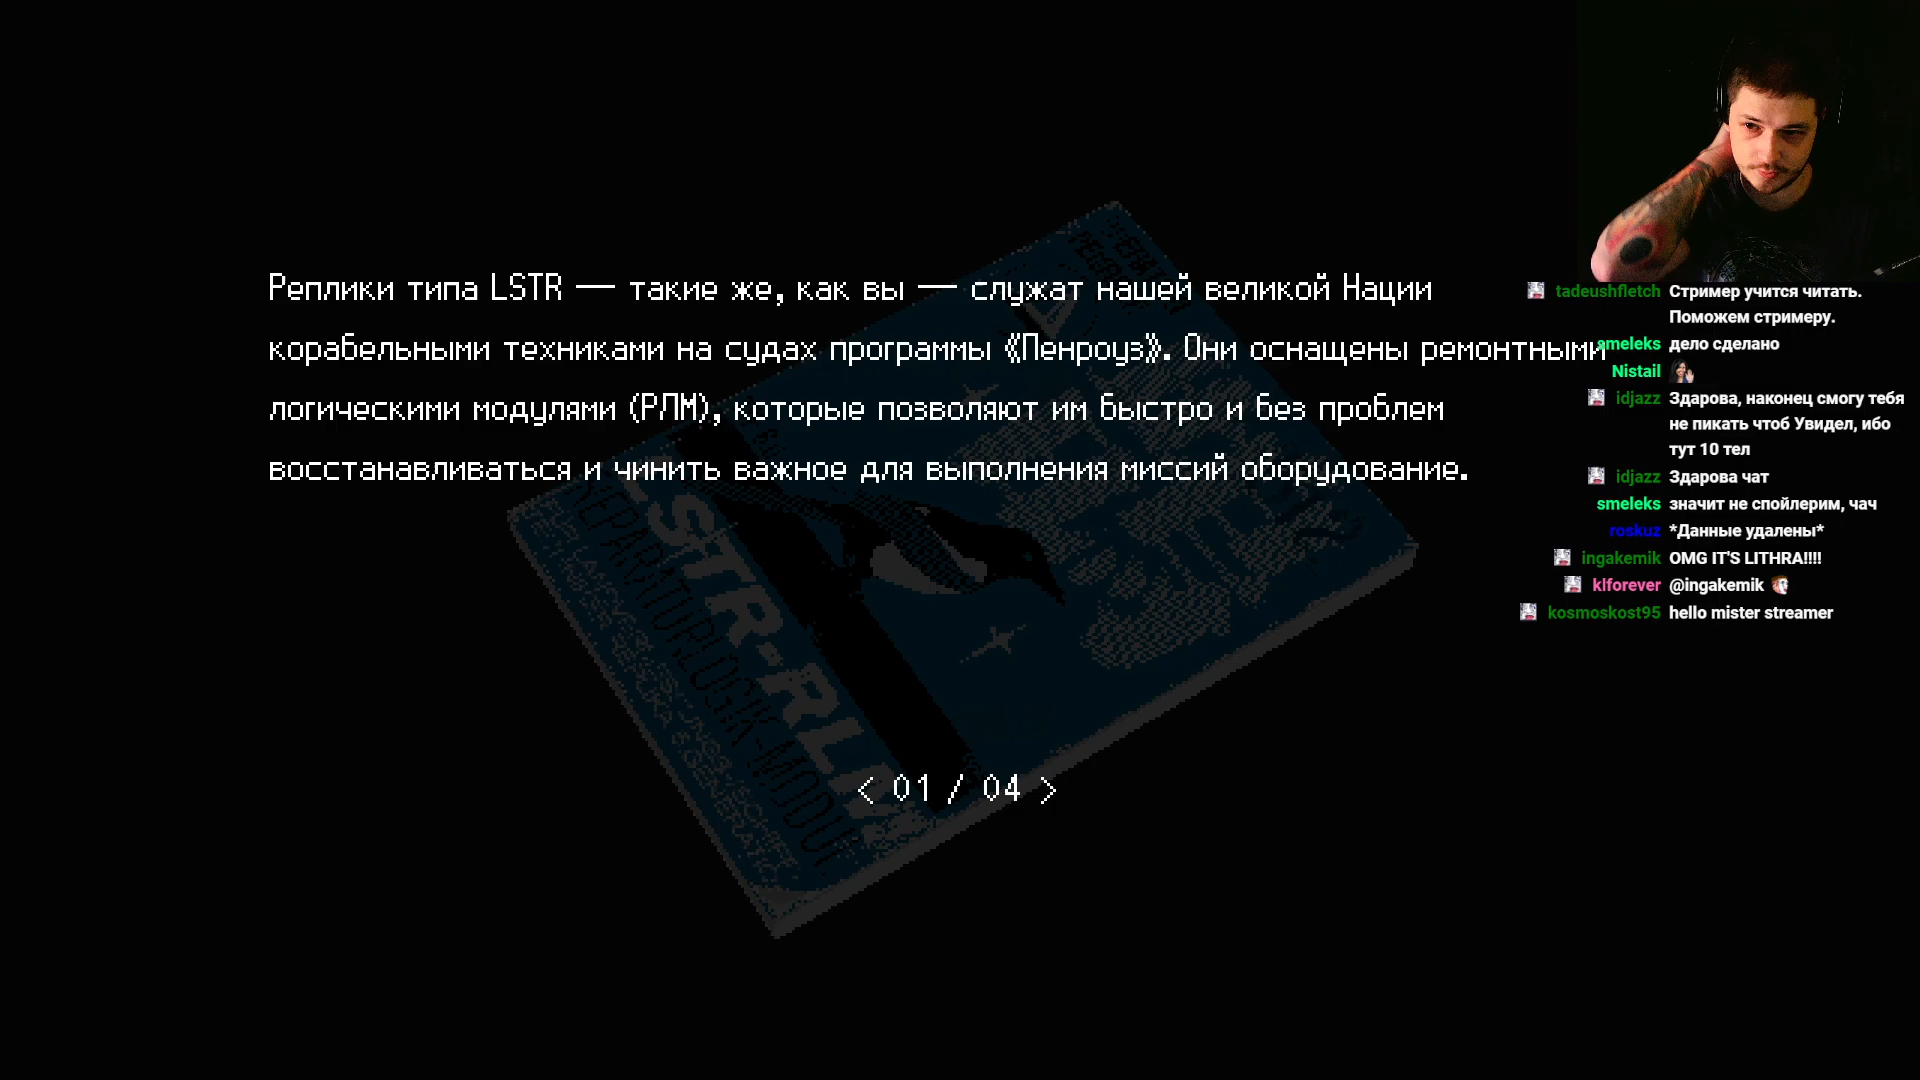 Реплики типа LSTR — такие же, как вы — служат нашей великой Нации
корабельными техниками на судах программы «Пенроуз». Они оснащены ремонтными
логическими модулями (РЛМ), которые позволяют им быстро и без проблем
восстанавливаться и чинить важное для выполнения миссий оборудование.
< 01 / 04 >
LSTR-RLM
REPARATURLOGIK-MODUL
tadeushfletch Стример учится читать.
Поможем стримеру.
smeleks дело сделано
Nistail
idjazz Здарова, наконец смогу тебя
не пикать чтоб Увидел, ибо
тут 10 тел
idjazz Здарова чат
smeleks значит не спойлерим, чач
roskuz *Данные удалены*
ingakemik OMG IT'S LITHRA!!!!
klforever @ingakemik
kosmoskost95 hello mister streamer